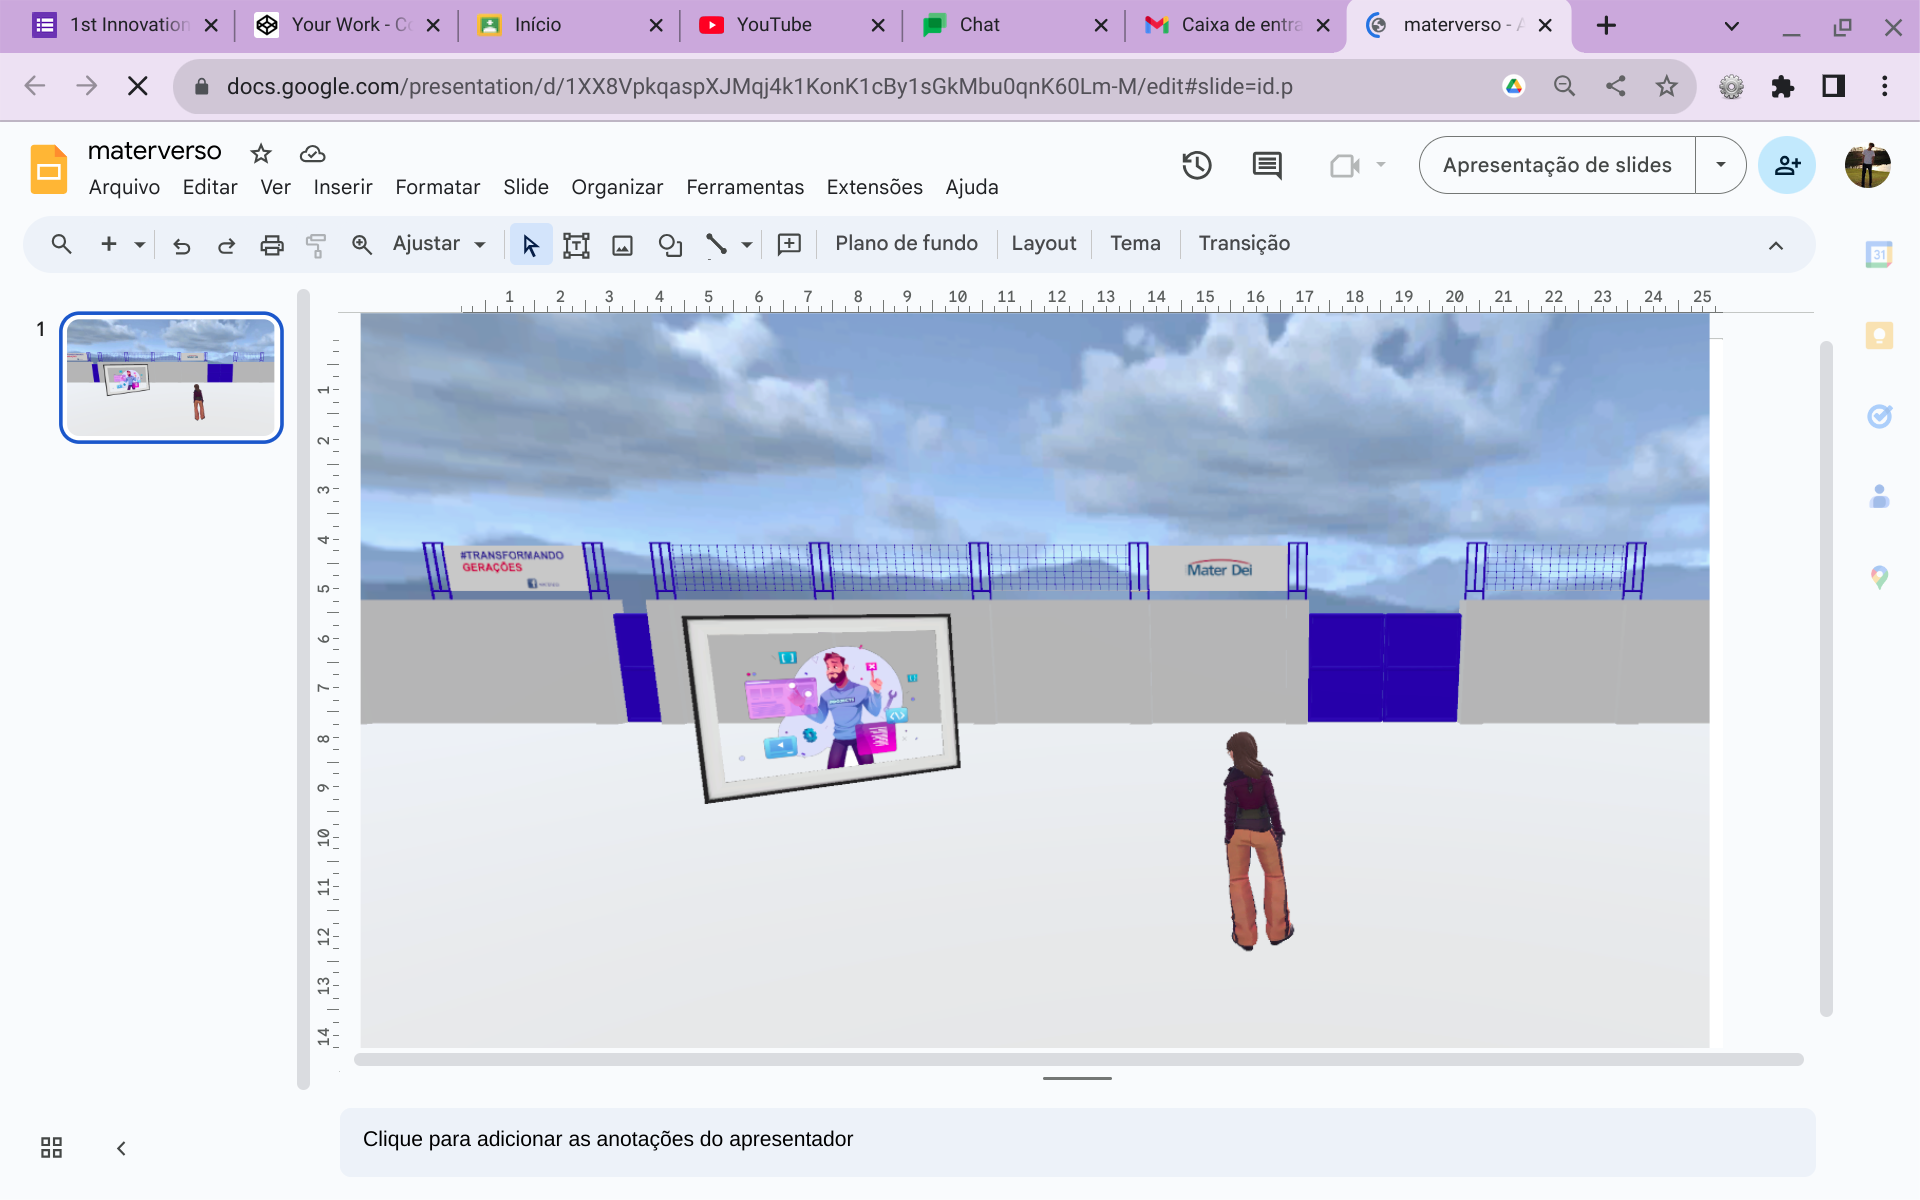 1st Innovation
Your Work - Co
Início
YouTube
Chat
Caixa de entra
materverso - A
docs.google.com/presentation/d/1XX8VpkqaspXJMqj4k1KonK1cBy1sGkMbu0qnK60Lm-M/edit#slide=id.p
materverso
Arquivo Editar Ver Inserir Formatar Slide Organizar Ferramentas Extensões Ajuda
Apresentação de slides
Ajustar
Plano de fundo Layout Tema Transição
31
1 2 3 4 5 6 7 8 9 10 11 12 13 14 15 16 17 18 19 20 21 22 23 24 25
1
1
2
3
4
5
6
7
8
9
10
11
12
13
14
#TRANSFORMANDO
GERAÇÕES
Mater Dei
Clique para adicionar as anotações do apresentador